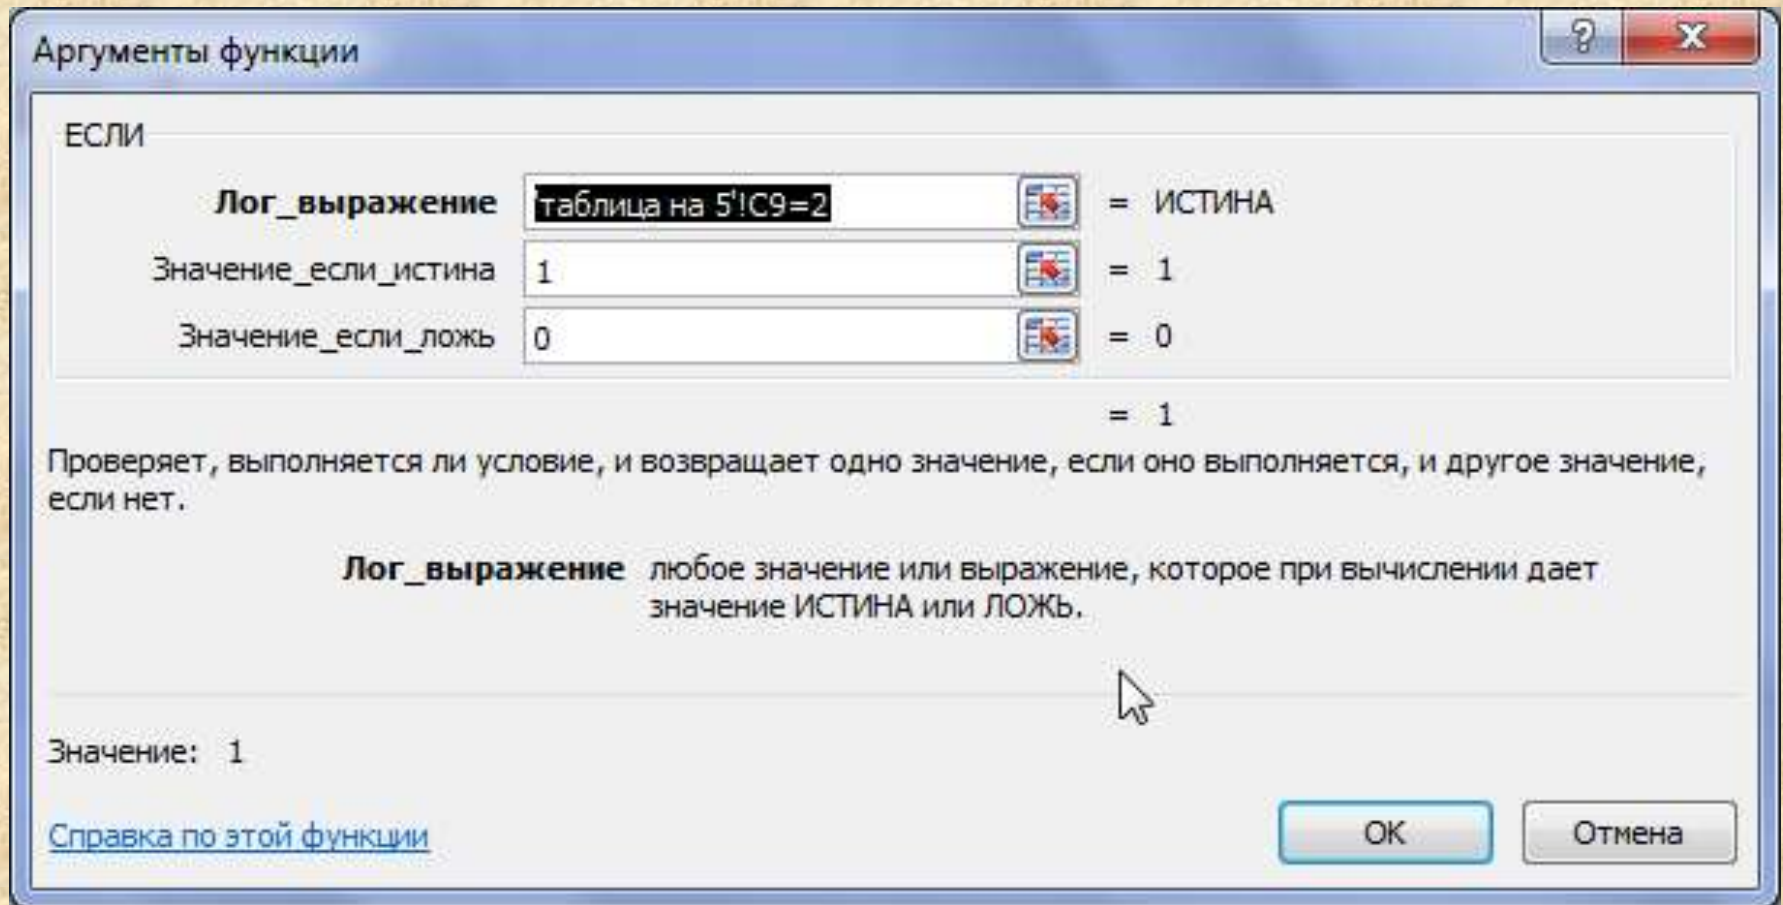 Аргументы функции
ЕСЛИ
Лог_выражение 'таблица на 5'!C9=2 = ИСТИНА
Значение_если_истина 1 = 1
Значение_если_ложь 0 = 0
= 1
Проверяет, выполняется ли условие, и возвращает одно значение, если оно выполняется, и другое значение,
если нет.
Лог_выражение любое значение или выражение, которое при вычислении дает
значение ИСТИНА или ЛОЖЬ.
Значение: 1
Справка по этой функции ОК Отмена